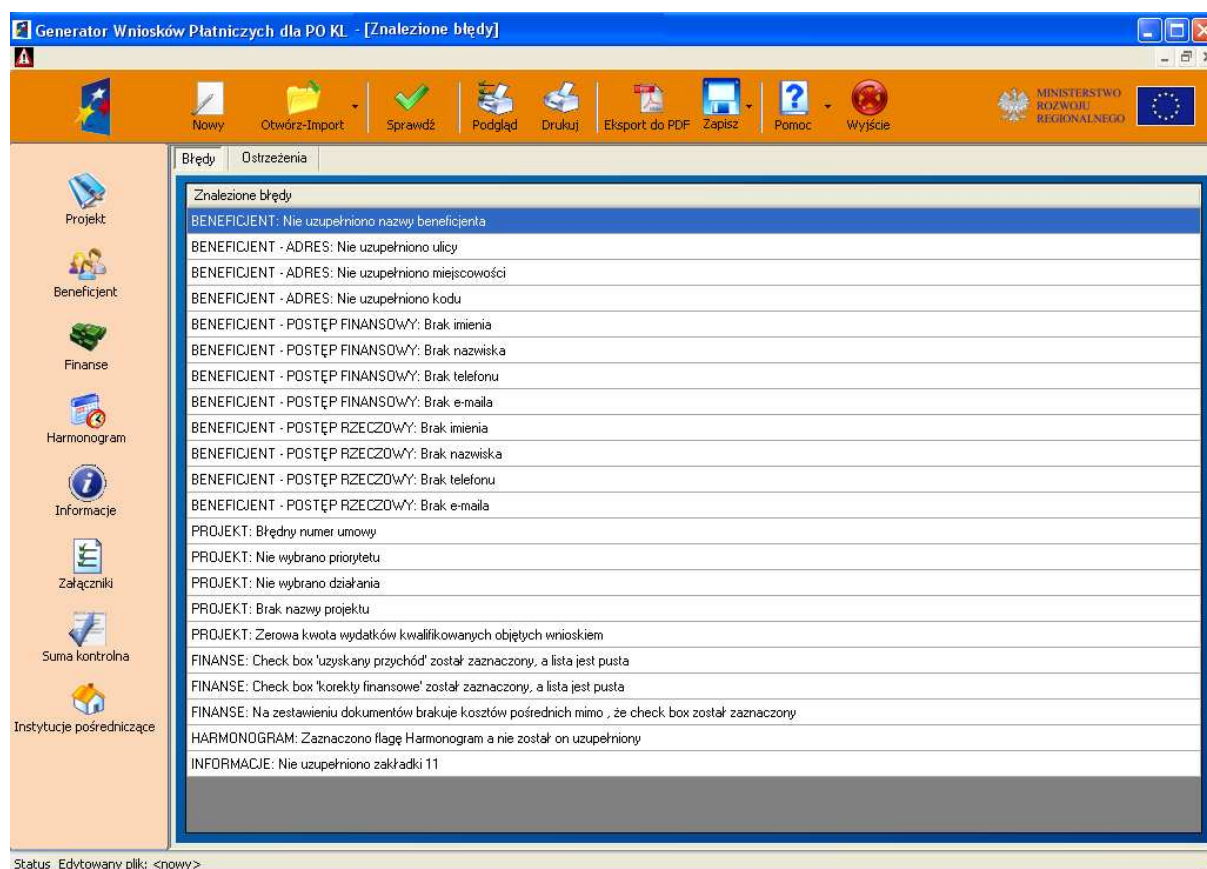 Generator Wniosków Płatniczych dla PO KL - [Znalezione błędy]
Nowy
Otwórz-Import
Sprawdź
Podgląd
Drukuj
Eksport do PDF
Zapisz
Pomoc
Wyjście
MINISTERSTWO
ROZWOJU
REGIONALNEGO
Projekt
Beneficjent
Finanse
Harmonogram
Informacje
Załączniki
Suma kontrolna
Instytucje pośredniczące
Błędy
Ostrzeżenia
Znalezione błędy
BENEFICJENT: Nie uzupełniono nazwy beneficjenta
BENEFICJENT - ADRES: Nie uzupełniono ulicy
BENEFICJENT - ADRES: Nie uzupełniono miejscowości
BENEFICJENT - ADRES: Nie uzupełniono kodu
BENEFICJENT - POSTĘP FINANSOWY: Brak imienia
BENEFICJENT - POSTĘP FINANSOWY: Brak nazwiska
BENEFICJENT - POSTĘP FINANSOWY: Brak telefonu
BENEFICJENT - POSTĘP FINANSOWY: Brak e-maila
BENEFICJENT - POSTĘP RZECZOWY: Brak imienia
BENEFICJENT - POSTĘP RZECZOWY: Brak nazwiska
BENEFICJENT - POSTĘP RZECZOWY: Brak telefonu
BENEFICJENT - POSTĘP RZECZOWY: Brak e-maila
PROJEKT: Błędny numer umowy
PROJEKT: Nie wybrano priorytetu
PROJEKT: Nie wybrano działania
PROJEKT: Brak nazwy projektu
PROJEKT: Zerowa kwota wydatków kwalifikowanych objętych wnioskiem
FINANSE: Check box 'uzyskany przychód' został zaznaczony, a lista jest pusta
FINANSE: Check box 'korekty finansowe' został zaznaczony, a lista jest pusta
FINANSE: Na zestawieniu dokumentów brakuje kosztów pośrednich mimo , że check box został zaznaczony
HARMONOGRAM: Zaznaczono flagę Harmonogram a nie został on uzupełniony
INFORMACJE: Nie uzupełniono zakładki 11
Status Edytowany plik: <nowy>